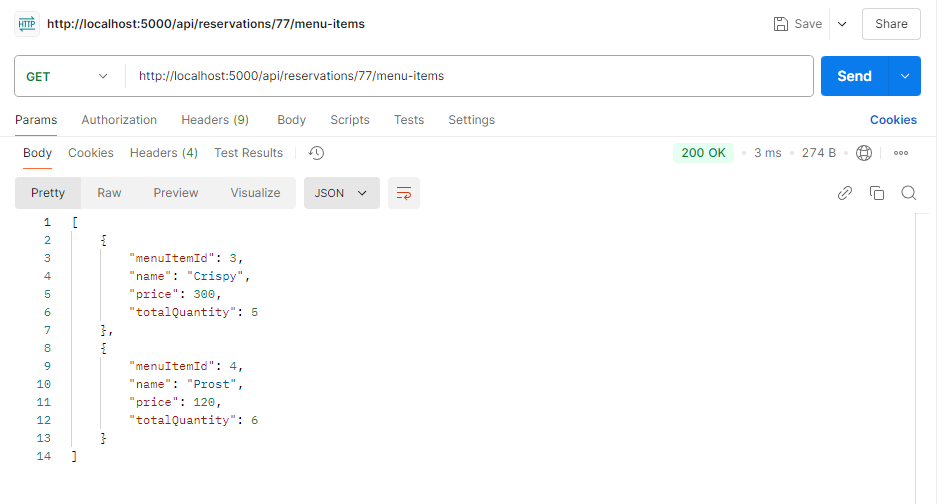 HTTP http://localhost:5000/api/reservations/77/menu-items Save Share
GET http://localhost:5000/api/reservations/77/menu-items Send
Params Authorization Headers (9) Body Scripts Tests Settings Cookies
Body Cookies Headers (4) Test Results 200 OK • 3 ms • 274 B •
Pretty Raw Preview Visualize JSON
1 [
2 {
3 "menuItemId": 3,
4 "name": "Crispy",
5 "price": 300,
6 "totalQuantity": 5
7 },
8 {
9 "menuItemId": 4,
10 "name": "Prost",
11 "price": 120,
12 "totalQuantity": 6
13 }
14 ]